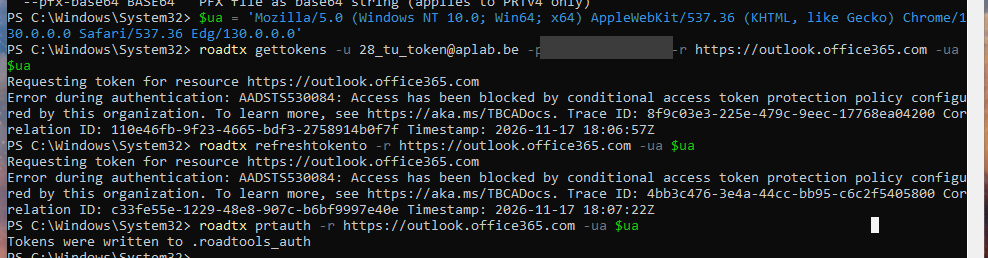 --pfx-base64 BASE64   PFX file as base64 string (applies to PRTv4 only)
PS C:\Windows\System32> $ua = 'Mozilla/5.0 (Windows NT 10.0; Win64; x64) AppleWebKit/537.36 (KHTML, like Gecko) Chrome/1
30.0.0.0 Safari/537.36 Edg/130.0.0.0'
PS C:\Windows\System32> roadtx gettokens -u 28_tu_token@aplab.be -p -r https://outlook.office365.com -ua
$ua
Requesting token for resource https://outlook.office365.com
Error during authentication: AADSTS530084: Access has been blocked by conditional access token protection policy configu
red by this organization. To learn more, see https://aka.ms/TBCADocs. Trace ID: 8f9c03e3-225e-479c-9eec-17768ea04200 Cor
relation ID: 110e46fb-9f23-4665-bdf3-2758914b0f7f Timestamp: 2026-11-17 18:06:57Z
PS C:\Windows\System32> roadtx refreshtokento -r https://outlook.office365.com -ua $ua
Requesting token for resource https://outlook.office365.com
Error during authentication: AADSTS530084: Access has been blocked by conditional access token protection policy configu
red by this organization. To learn more, see https://aka.ms/TBCADocs. Trace ID: 4bb3c476-3e4a-44cc-bb95-c6c2f5405800 Cor
relation ID: c33fe55e-1229-48e8-907c-b6bf9997e40e Timestamp: 2026-11-17 18:07:22Z
PS C:\Windows\System32> roadtx prtauth -r https://outlook.office365.com -ua $ua
Tokens were written to .roadtools_auth
PS C:\Windows\System32>